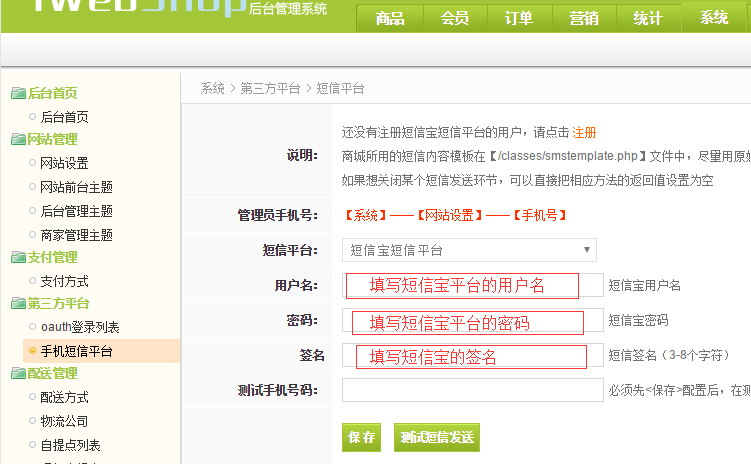 iWebShop后台管理系统
商品 会员 订单 营销 统计 系统
后台首页
后台首页
网站管理
网站设置
网站前台主题
后台管理主题
商家管理主题
支付管理
支付方式
第三方平台
oauth登录列表
手机短信平台
配送管理
配送方式
物流公司
自提点列表
系统 > 第三方平台 > 短信平台
说明：
还没有注册短信宝短信平台的用户，请点击 注册
商城所用的短信内容模板在【/classes/smstemplate.php】文件中，尽量用原
如果想关闭某个短信发送环节，可以直接把相应方法的返回值设置为空
管理员手机号： 【系统】——【网站设置】——【手机号】
短信平台： 短信宝短信平台
用户名： 填写短信宝平台的用户名 短信宝用户名
密码： 填写短信宝平台的密码 短信宝密码
签名 填写短信宝的签名 短信签名（3-8个字符）
测试手机号码： 必须先<保存>配置后，在
保存 测试短信发送